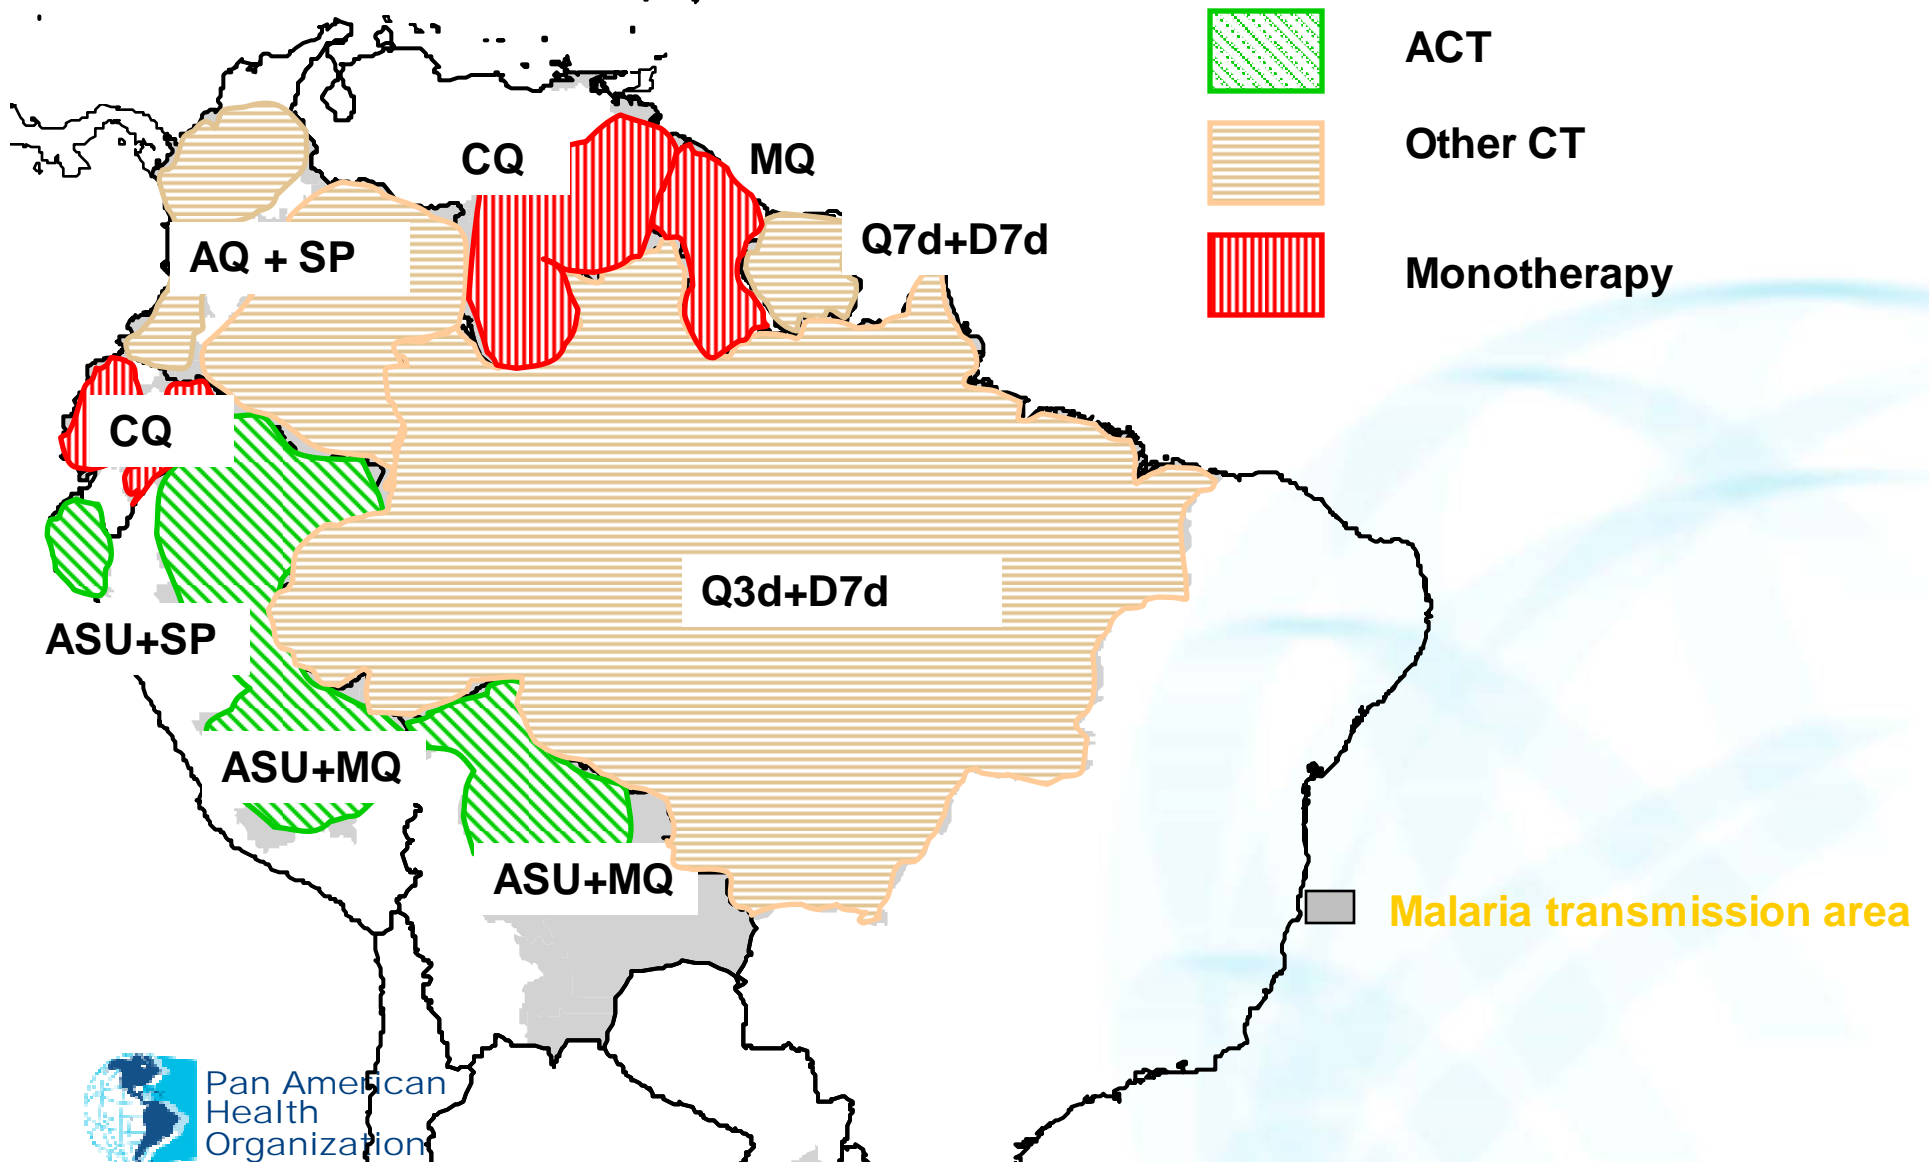 ACT
Other CT
Monotherapy
CQ
MQ
Q7d+D7d
AQ + SP
CQ
Q3d+D7d
ASU+SP
ASU+MQ
ASU+MQ
Malaria transmission area
Pan American
Health
Organization